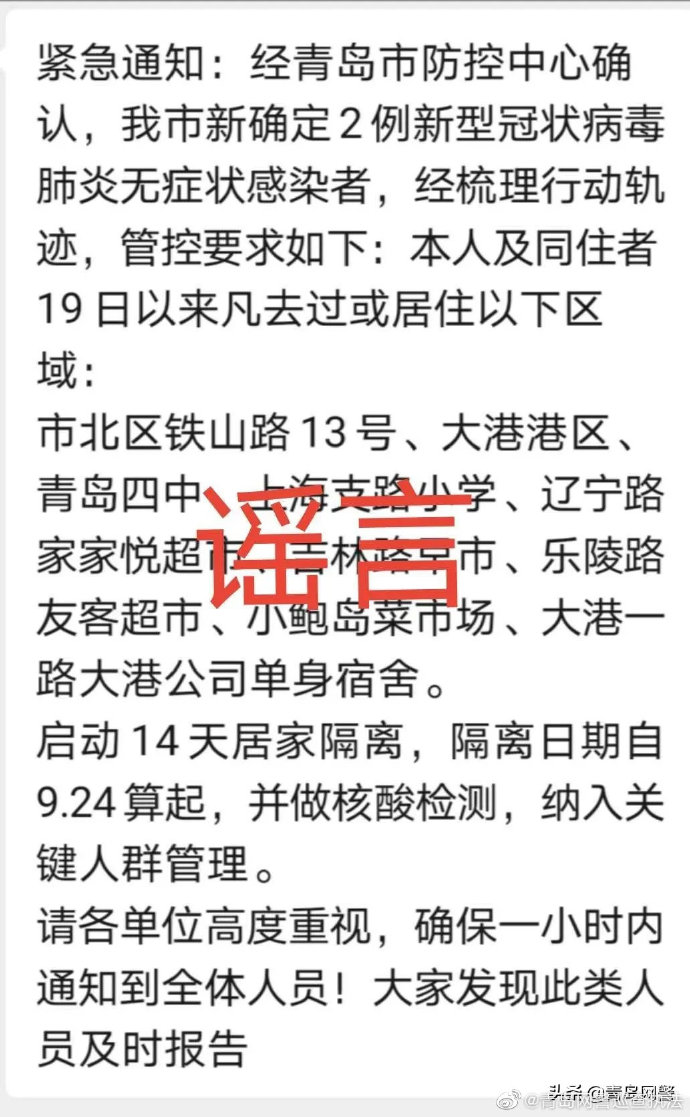 紧急通知：经青岛市防控中心确
认，我市新确定2例新型冠状病毒
肺炎无症状感染者，经梳理行动轨
迹，管控要求如下：本人及同住者
19日以来凡去过或居住以下区
域：
市北区铁山路13号、大港港区、
青岛四中、上海支路小学、辽宁路
家家悦超市、吉林路早市、乐陵路
友客超市、小鲍岛菜市场、大港一
路大港公司单身宿舍。
启动14天居家隔离，隔离日期自
9.24算起，并做核酸检测，纳入关
键人群管理。
请各单位高度重视，确保一小时内
通知到全体人员！大家发现此类人
员及时报告
谣言
头条@青岛网警
@青岛网警巡查执法